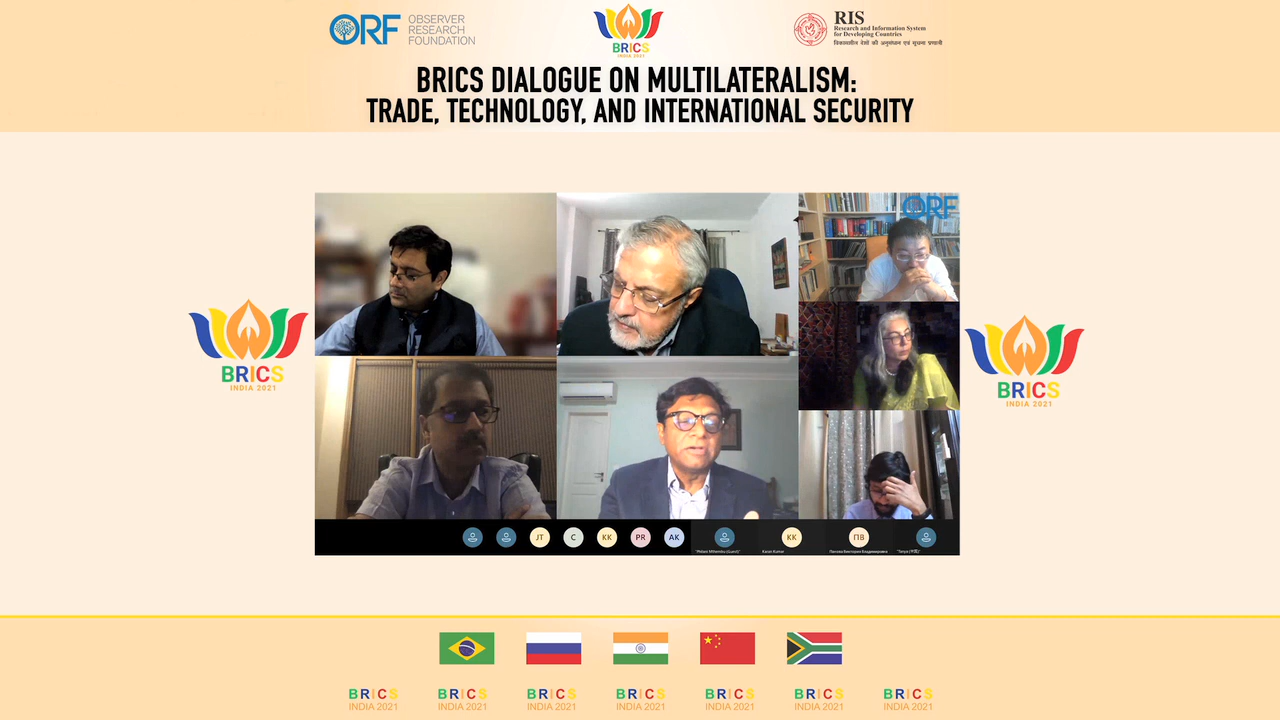 ORF
OBSERVER
RESEARCH
FOUNDATION
BRICS
INDIA 2021
RIS
Research and Information System
for Developing Countries
विकासशील देशों की अनुसंधान एवं सूचना प्रणाली
BRICS DIALOGUE ON MULTILATERALISM:
TRADE, TECHNOLOGY, AND INTERNATIONAL SECURITY
ORF
BRICS
INDIA 2021
BRICS
INDIA 2021
JT
C
KK
PR
AK
KK
ПВ
Karan Kumar
BRICS
INDIA 2021
BRICS
INDIA 2021
BRICS
INDIA 2021
BRICS
INDIA 2021
BRICS
INDIA 2021
BRICS
INDIA 2021
BRICS
INDIA 2021